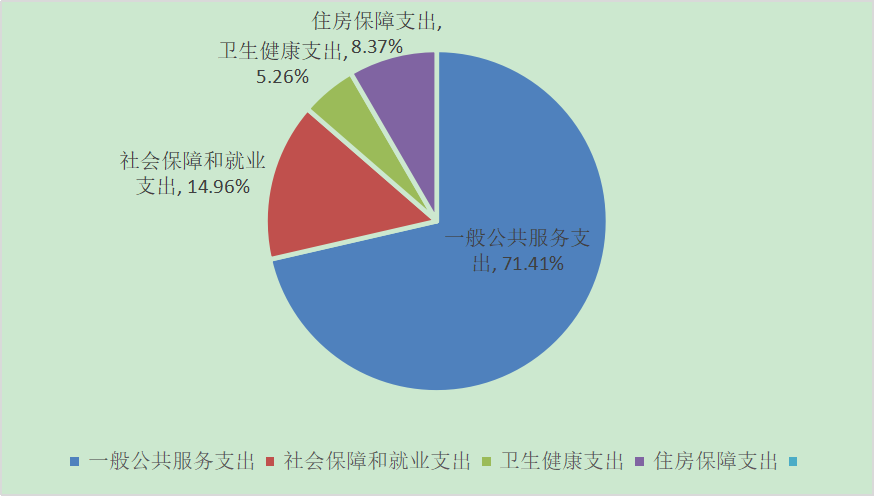 住房保障支出,
8.37%
卫生健康支出,
5.26%
社会保障和就业
支出, 14.96%
一般公共服务支
出, 71.41%
一般公共服务支出 社会保障和就业支出 卫生健康支出 住房保障支出